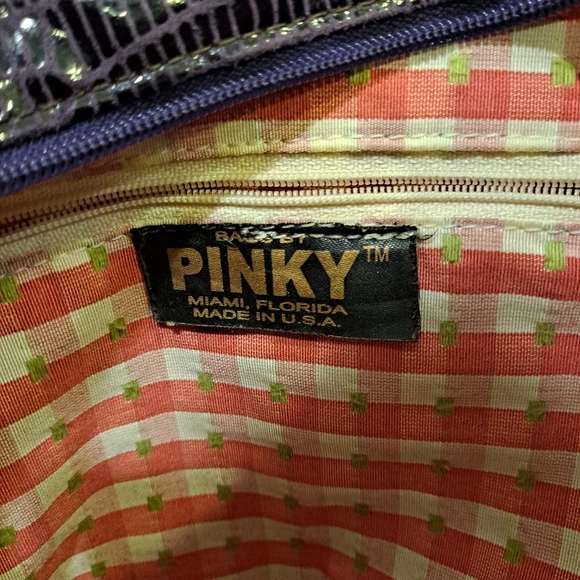 BAGS BY
PINKY™
MIAMI, FLORIDA
MADE IN U.S.A.